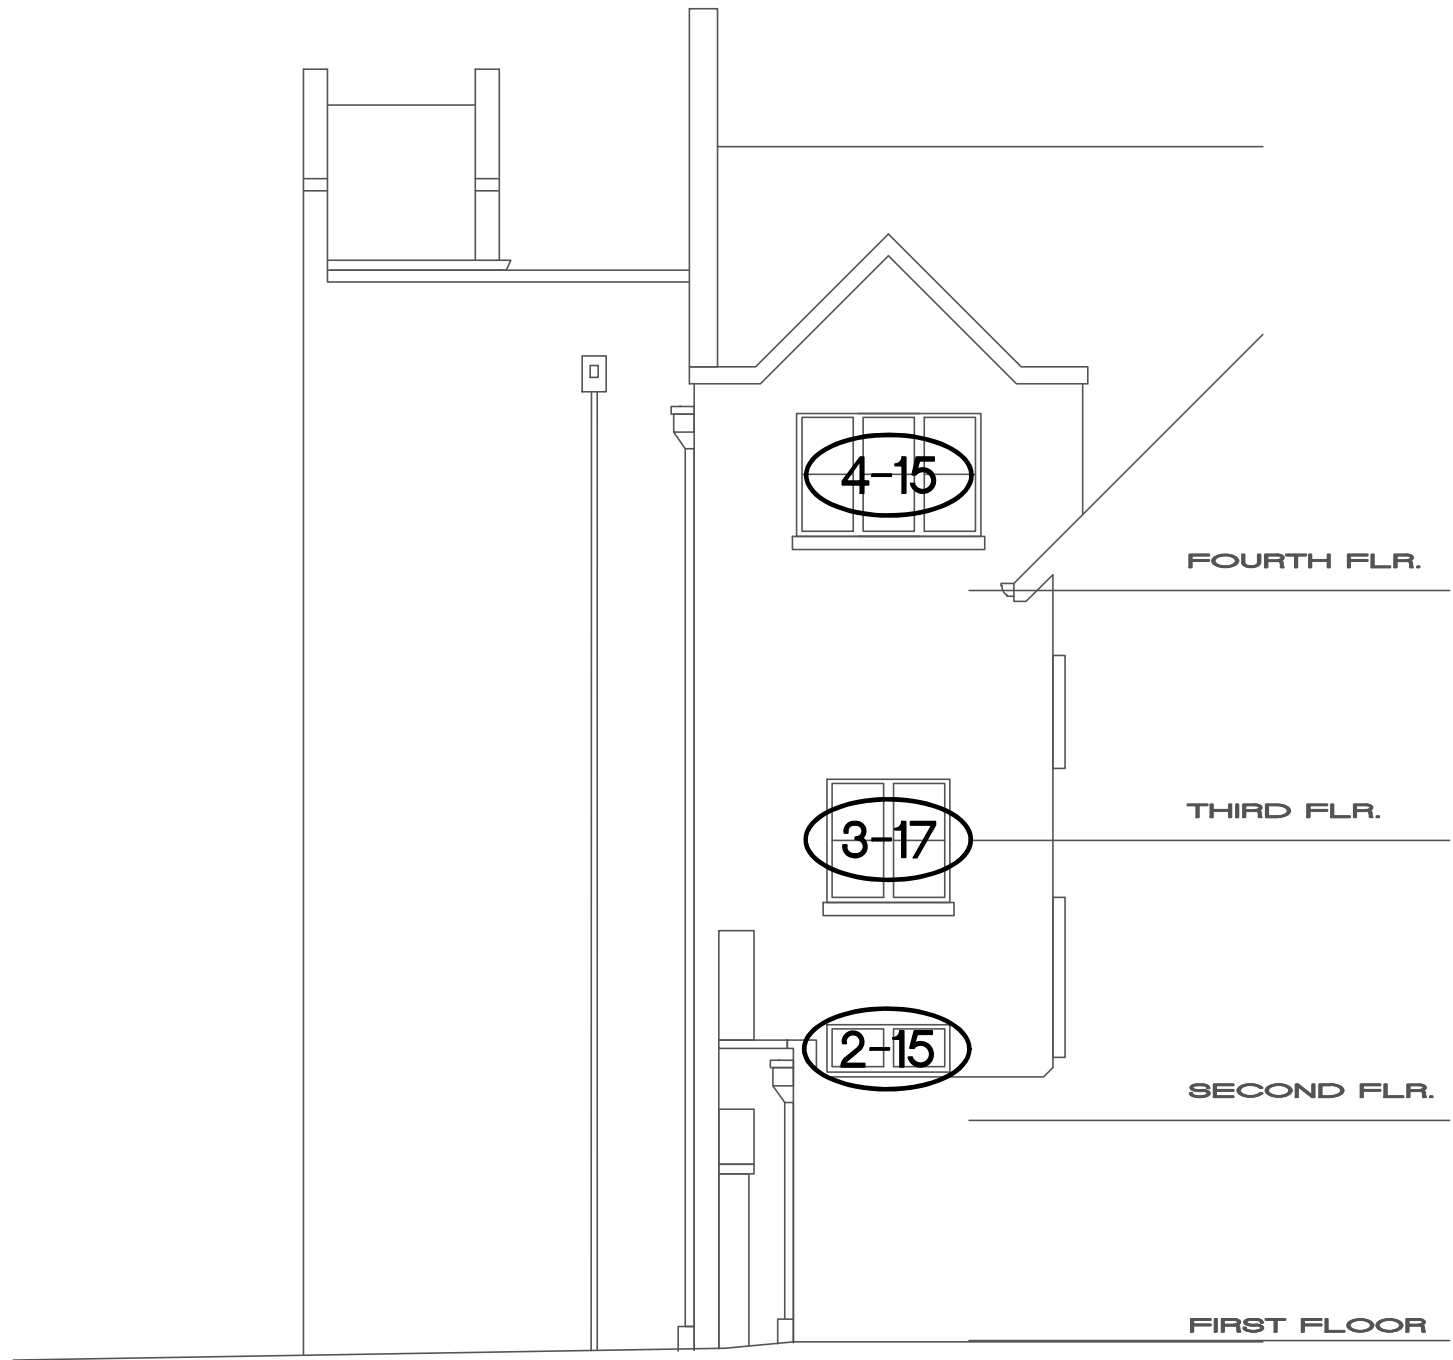 4-15
FOURTH FLR.
THIRD FLR.
3-17
2-15
SECOND FLR.
FIRST FLOOR